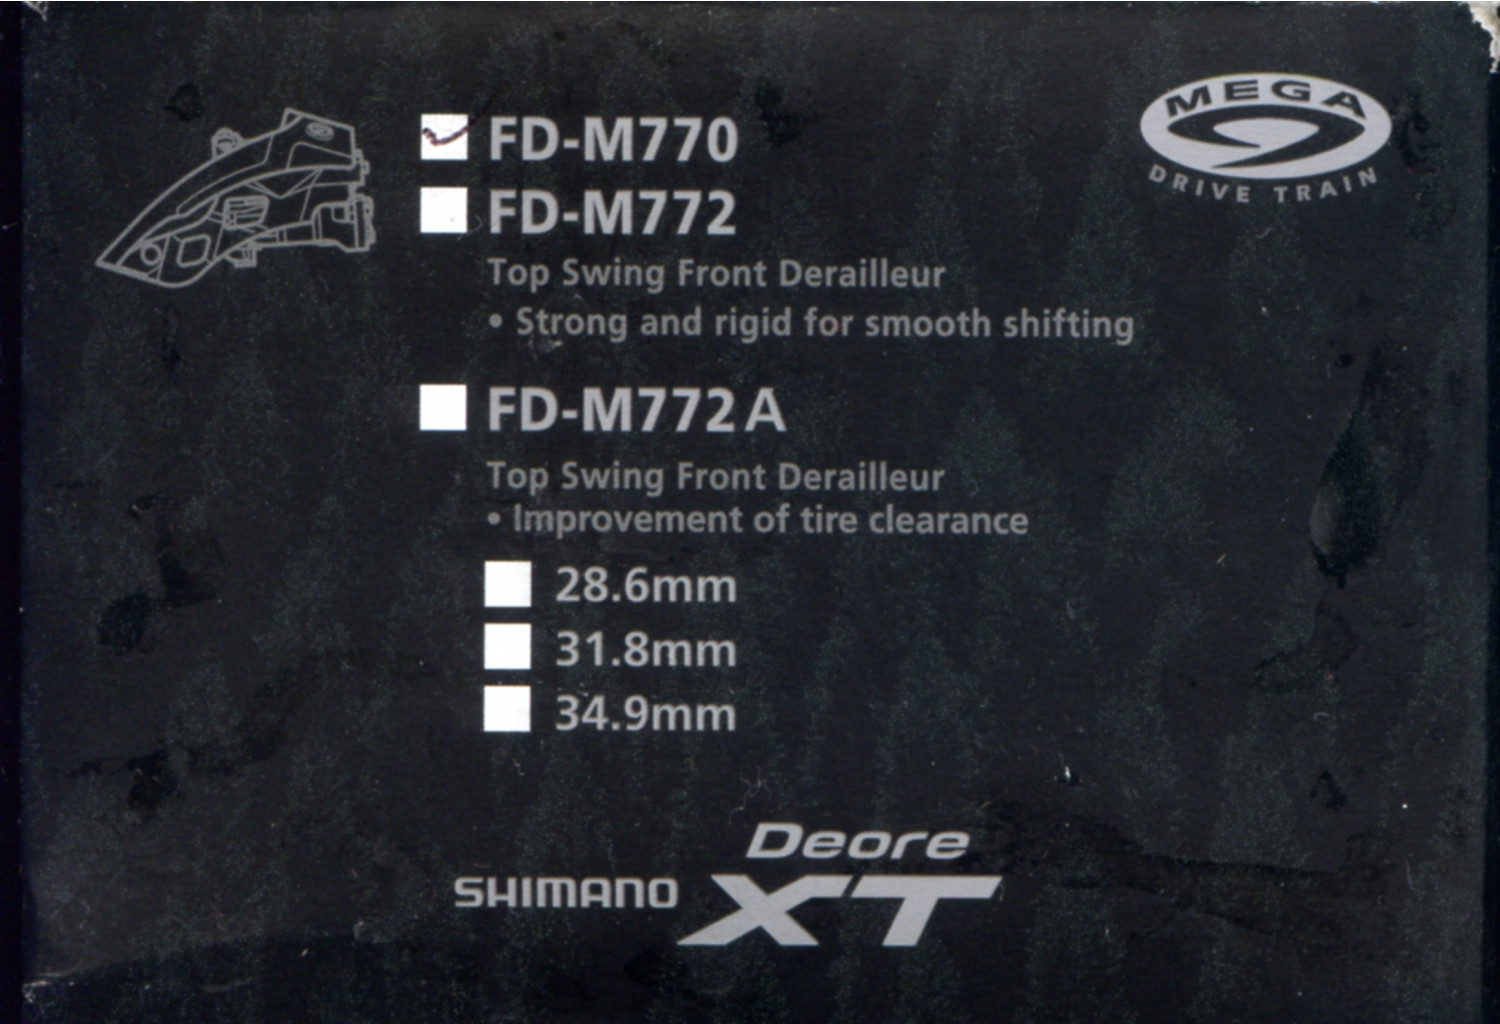 FD-M770
FD-M772
Top Swing Front Derailleur
• Strong and rigid for smooth shifting
FD-M772A
Top Swing Front Derailleur
• Improvement of tire clearance
28.6mm
31.8mm
34.9mm
MEGA
9
DRIVE TRAIN
Deore
SHIMANO XT